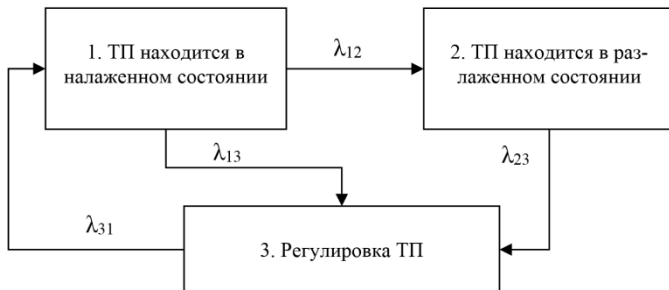 1. ТП находится в
налаженном состоянии
λ12
2. ТП находится в раз-
лаженном состоянии
λ13
λ23
λ31
3. Регулировка ТП